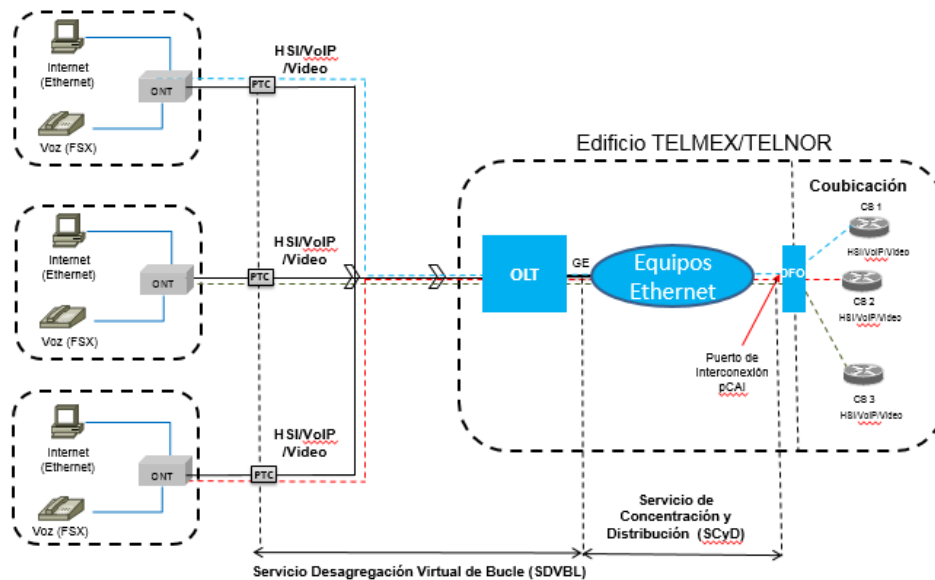 Internet
(Ethernet)
ONT
Voz (FSX)
HSI/VoIP
/Video
PTC
Internet
(Ethernet)
ONT
Voz (FSX)
HSI/VoIP
/Video
PTC
Internet
(Ethernet)
ONT
Voz (FSX)
HSI/VoIP
/Video
PTC
Edificio TELMEX/TELNOR
OLT
GE
Equipos
Ethernet
DFO
Puerto de
Interconexión
pCAI
Coubicación
CS 1
HSI/VoIP/Video
CS 2
HSI/VoIP/Video
CS 3
HSI/VoIP/Video
Servicio de
Concentración y
Distribución (SCyD)
Servicio Desagregación Virtual de Bucle (SDVBL)